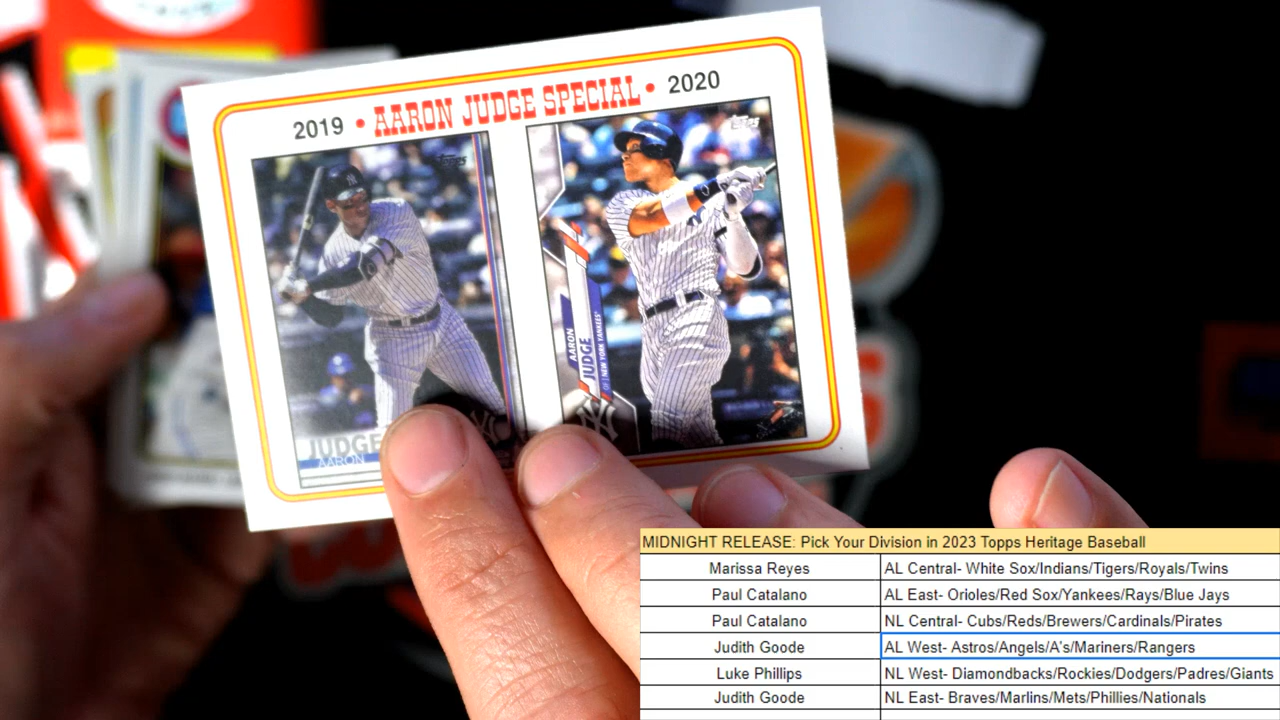 2019 • AARON JUDGE SPECIAL • 2020
Topps
JUDGE
AARON
Topps
AARON
JUDGE
OF | NEW YORK YANKEES
MIDNIGHT RELEASE: Pick Your Division in 2023 Topps Heritage Baseball
Marissa Reyes AL Central- White Sox/Indians/Tigers/Royals/Twins
Paul Catalano AL East- Orioles/Red Sox/Yankees/Rays/Blue Jays
Paul Catalano NL Central- Cubs/Reds/Brewers/Cardinals/Pirates
Judith Goode AL West- Astros/Angels/A's/Mariners/Rangers
Luke Phillips NL West- Diamondbacks/Rockies/Dodgers/Padres/Giants
Judith Goode NL East- Braves/Marlins/Mets/Phillies/Nationals